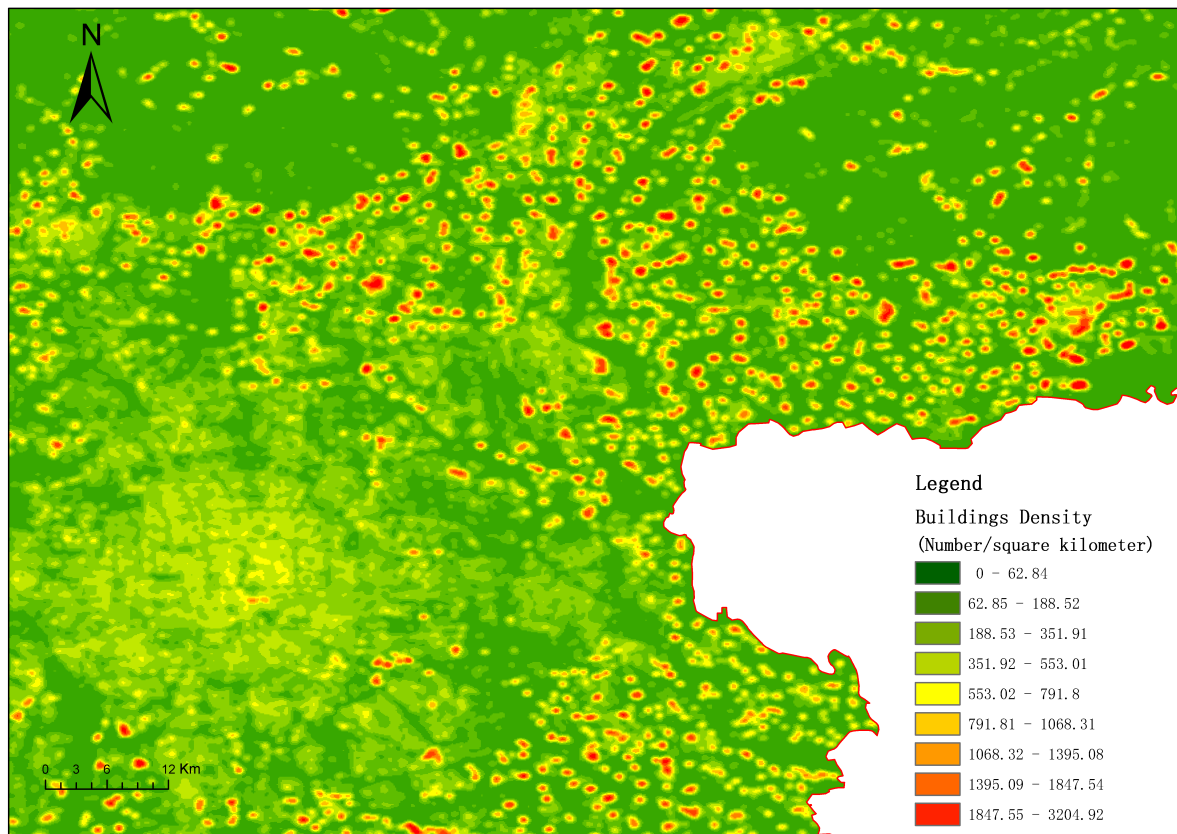 N
Legend
Buildings Density
(Number/square kilometer)
0 - 62.84
62.85 - 188.52
188.53 - 351.91
351.92 - 553.01
553.02 - 791.8
791.81 - 1068.31
1068.32 - 1395.08
1395.09 - 1847.54
1847.55 - 3204.92
0 3 6 12 Km